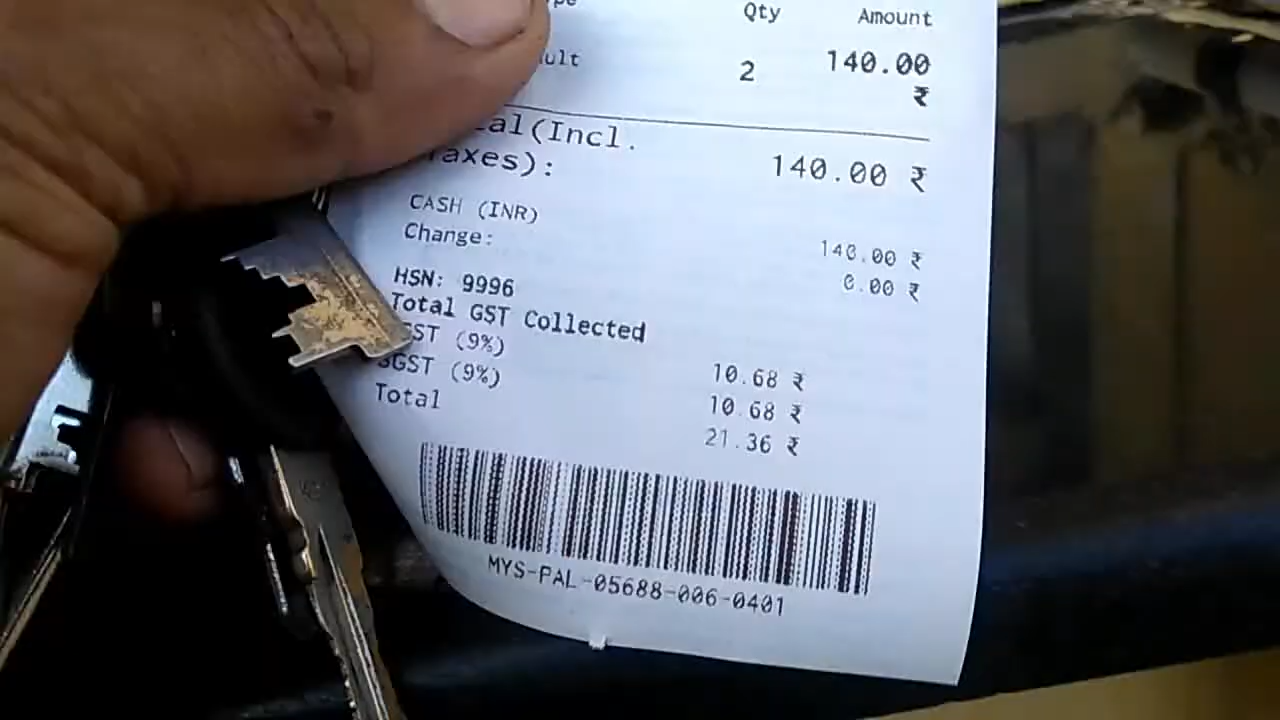 Qty Amount
2 140.00
₹
(Incl. 140.00 ₹
CASH (INR) 140.00 ₹
Change: 0.00 ₹
HSN: 9996
Total GST Collected
(9%) 10.68 ₹
SGST (9%) 10.68 ₹
Total 21.36 ₹
MYS-PAL-05688-006-0401